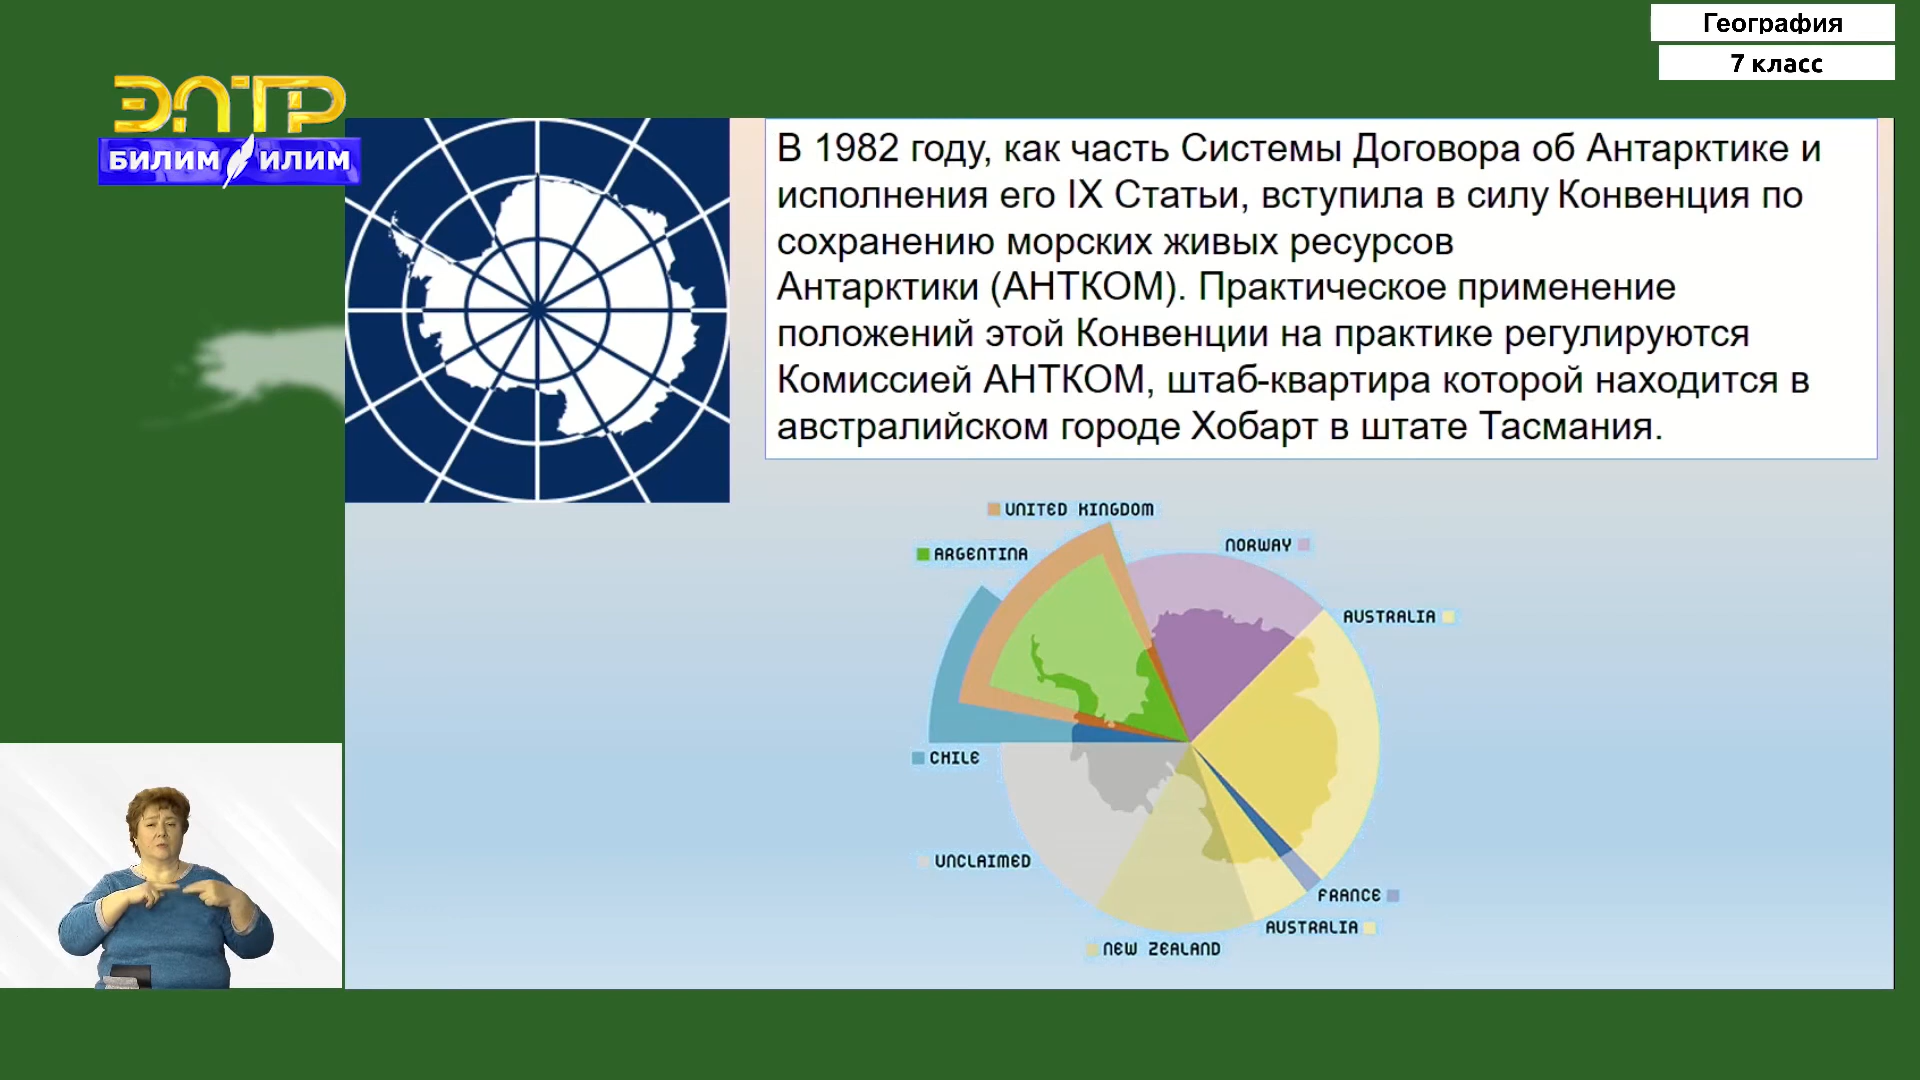 География
7 класс
ЭЛТР
БИЛИМ ИЛИМ
В 1982 году, как часть Системы Договора об Антарктике и
исполнения его IX Статьи, вступила в силу Конвенция по
сохранению морских живых ресурсов
Антарктики (АНТКОМ). Практическое применение
положений этой Конвенции на практике регулируются
Комиссией АНТКОМ, штаб-квартира которой находится в
австралийском городе Хобарт в штате Тасмания.
UNITED KINGDOM
NORWAY
ARGENTINA
AUSTRALIA
CHILE
UNCLAIMED
FRANCE
AUSTRALIA
NEW ZEALAND